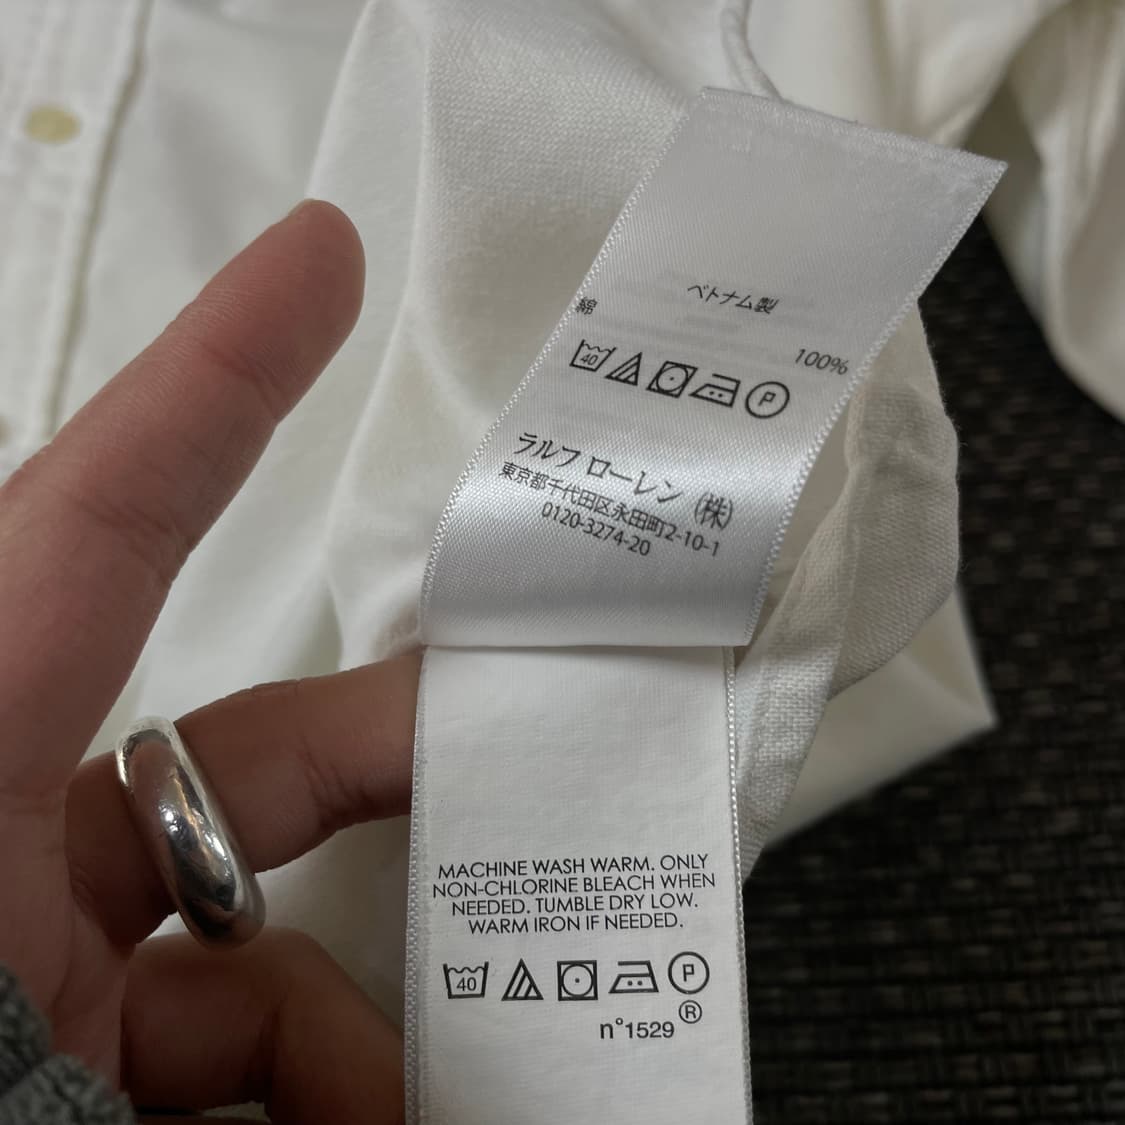 ベトナム製
綿 100%
40 P
ラルフ ローレン (株)
東京都千代田区永田町2-10-1
0120-3274-20
MACHINE WASH WARM. ONLY
NON-CHLORINE BLEACH WHEN
NEEDED. TUMBLE DRY LOW.
WARM IRON IF NEEDED.
40 P
n°1529®